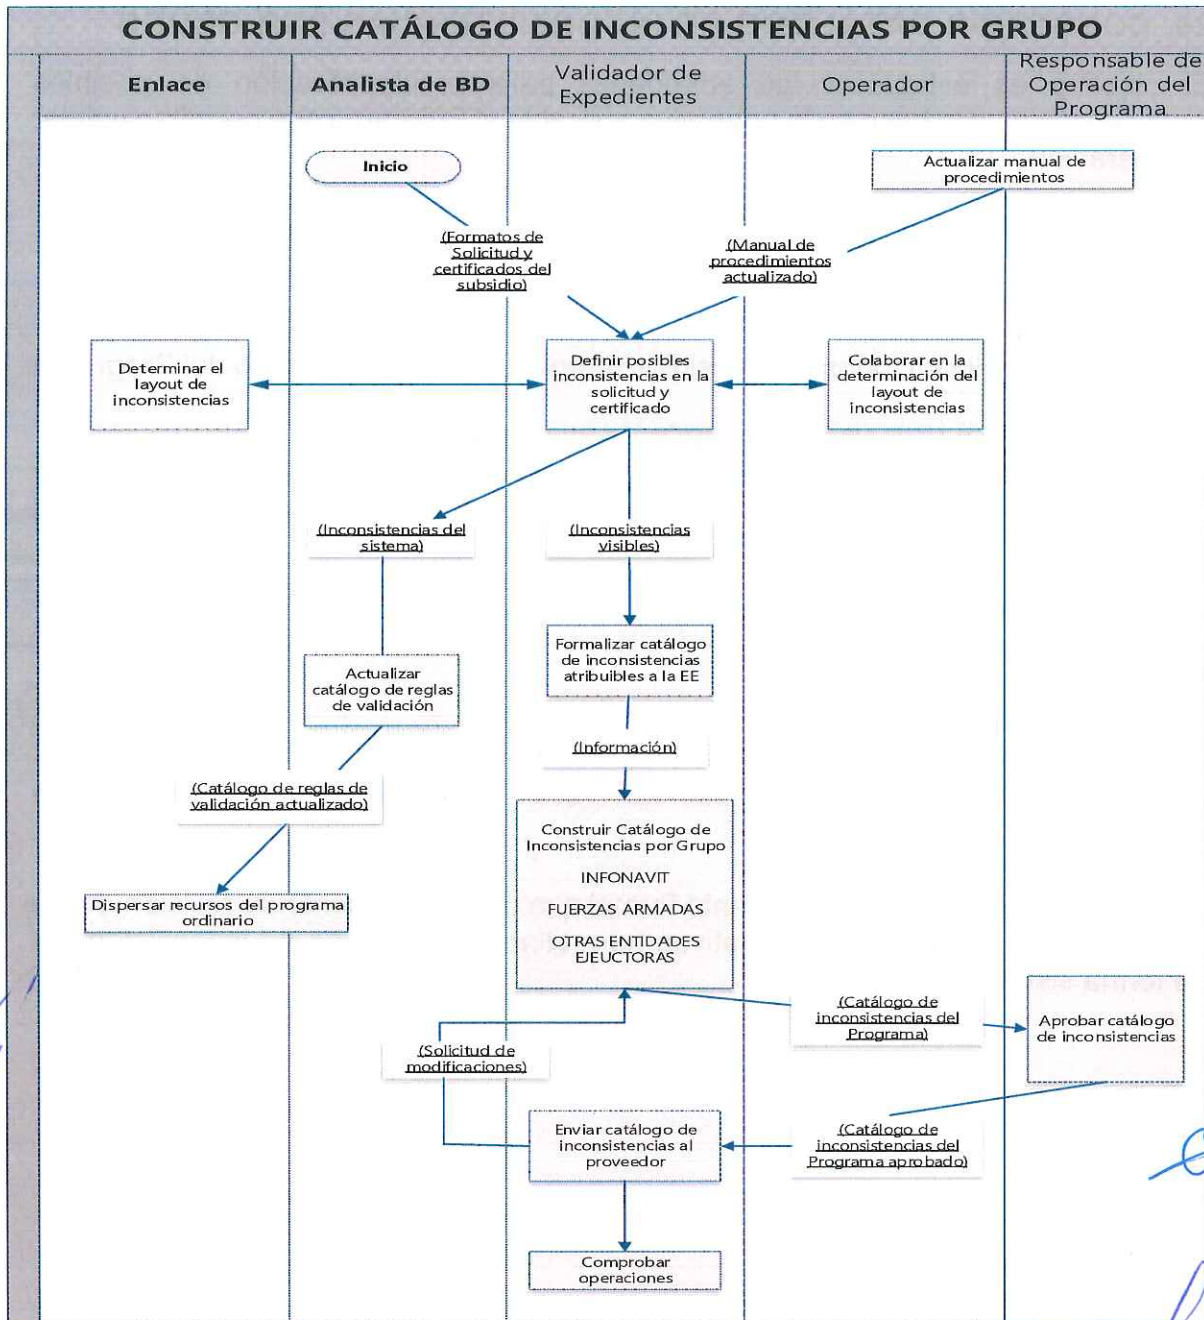 CONSTRUIR CATÁLOGO DE INCONSISTENCIAS POR GRUPO
Enlace
Analista de BD
Validador de
Expedientes
Operador
Responsable de
Operación del
Programa
Inicio
Actualizar manual de
procedimientos
(Formatos de
Solicitud y
certificados del
subsidio)
(Manual de
procedimientos
actualizado)
Determinar el
layout de
inconsistencias
Definir posibles
inconsistencias en la
solicitud y
certificado
Colaborar en la
determinación del
layout de
inconsistencias
(Inconsistencias del
sistema)
(Inconsistencias
visibles)
Formalizar catálogo
de inconsistencias
atribuibles a la EE
Actualizar
catálogo de reglas
de validación
(Información)
(Catálogo de reglas de
validación actualizado)
Construir Catálogo de
Inconsistencias por Grupo
INFONAVIT
FUERZAS ARMADAS
OTRAS ENTIDADES
EJEUCTORAS
Dispersar recursos del programa
ordinario
(Catálogo de
inconsistencias del
Programa)
Aprobar catálogo
de inconsistencias
(Solicitud de
modificaciones)
Enviar catálogo de
inconsistencias al
proveedor
(Catálogo de
inconsistencias del
Programa aprobado)
Comprobar
operaciones